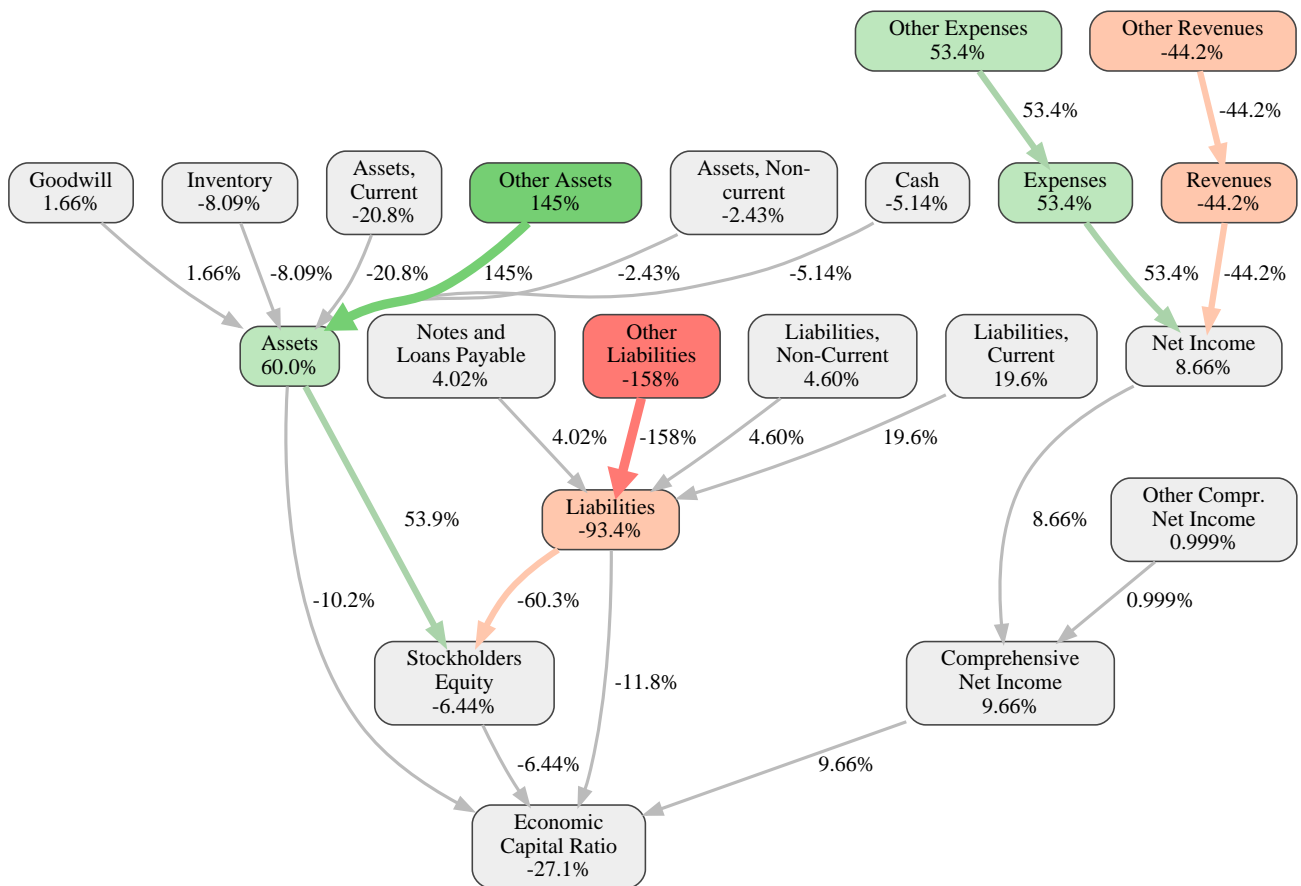 Other Expenses
53.4%
Other Revenues
-44.2%
53.4%
-44.2%
Goodwill
1.66%
Inventory
-8.09%
Assets,
Current
-20.8%
Other Assets
145%
Assets, Non-
current
-2.43%
Cash
-5.14%
Expenses
53.4%
Revenues
-44.2%
1.66%
-8.09%
-20.8%
145%
-2.43%
-5.14%
53.4%
-44.2%
Assets
60.0%
Notes and
Loans Payable
4.02%
Other
Liabilities
-158%
Liabilities,
Non-Current
4.60%
Liabilities,
Current
19.6%
Net Income
8.66%
4.02%
-158%
4.60%
19.6%
53.9%
Liabilities
-93.4%
8.66%
Other Compr.
Net Income
0.999%
-10.2%
-60.3%
0.999%
Stockholders
Equity
-6.44%
-11.8%
Comprehensive
Net Income
9.66%
-6.44%
9.66%
Economic
Capital Ratio
-27.1%